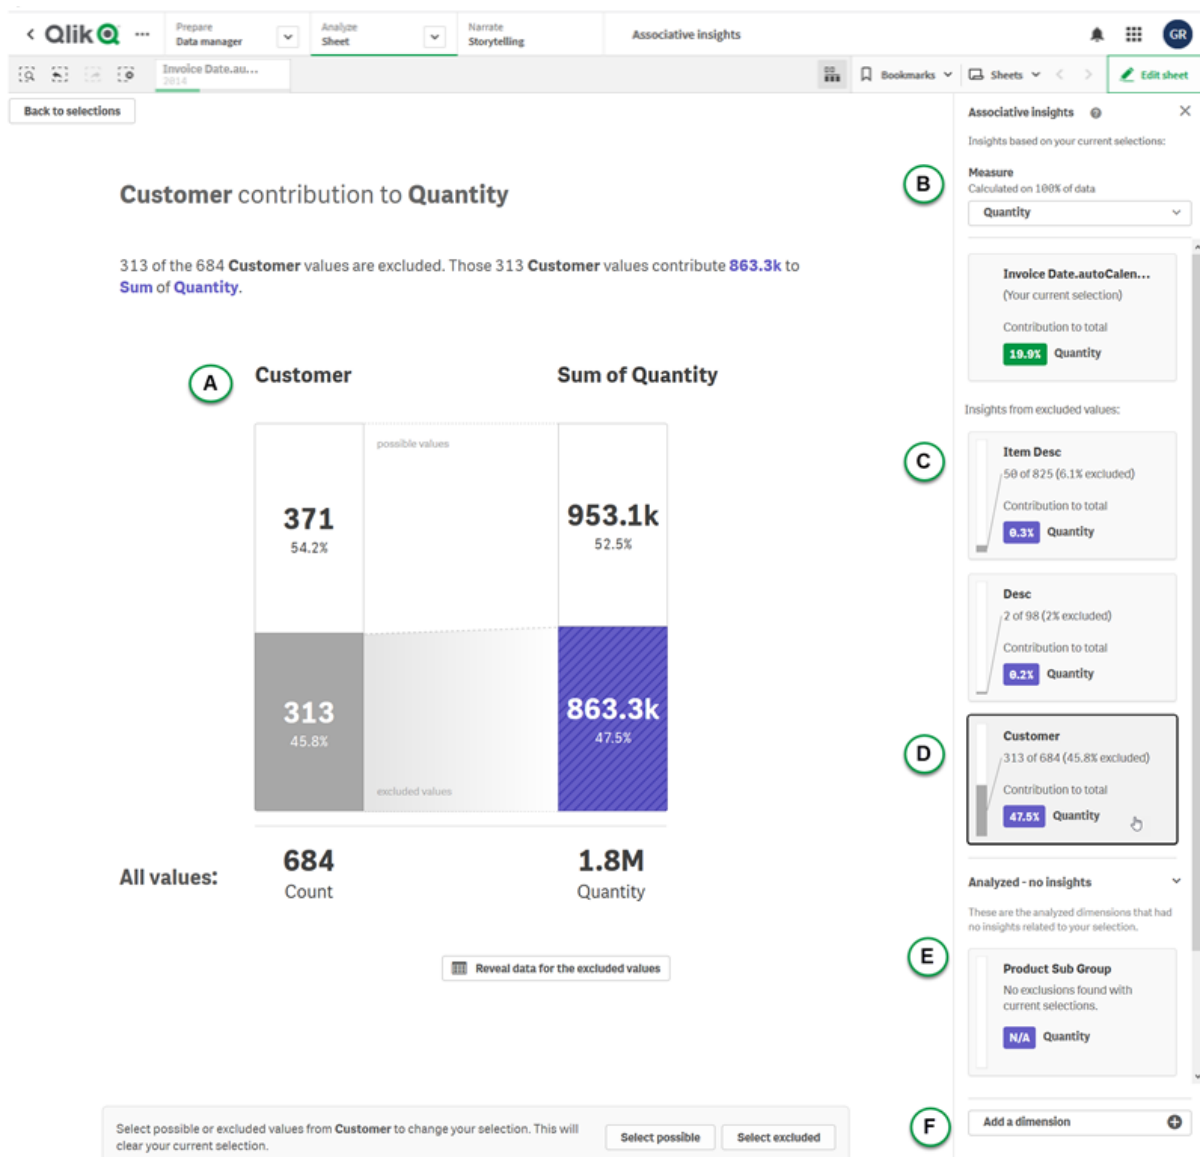 Qlik
Prepare
Data manager
Analyze
Sheet
Narrate
Storytelling
Associative insights
GR
Invoice Date.au...
2014
Bookmarks
Sheets
Edit sheet
Back to selections
Customer contribution to Quantity
313 of the 684 Customer values are excluded. Those 313 Customer values contribute 863.3k to
Sum of Quantity.
A
Customer
Sum of Quantity
possible values
371
54.2%
953.1k
52.5%
313
45.8%
863.3k
47.5%
excluded values
All values:
684
Count
1.8M
Quantity
Reveal data for the excluded values
Select possible or excluded values from Customer to change your selection. This will
clear your current selection.
Select possible
Select excluded
Associative insights
Insights based on your current selections:
B
Measure
Calculated on 100% of data
Quantity
Invoice Date.autoCalen...
(Your current selection)
Contribution to total
19.9% Quantity
Insights from excluded values:
C
Item Desc
50 of 825 (6.1% excluded)
Contribution to total
0.3% Quantity
Desc
2 of 98 (2% excluded)
Contribution to total
0.2% Quantity
D
Customer
313 of 684 (45.8% excluded)
Contribution to total
47.5% Quantity
Analyzed - no insights
These are the analyzed dimensions that had
no insights related to your selection.
E
Product Sub Group
No exclusions found with
current selections.
N/A Quantity
F
Add a dimension